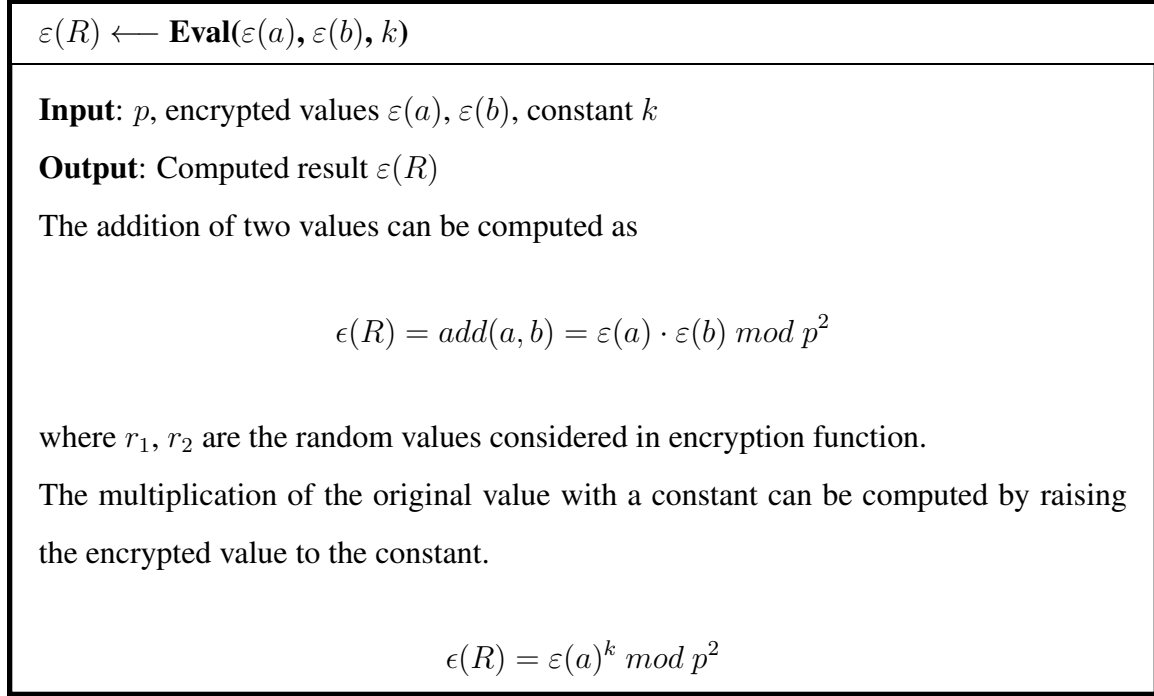 ε(R) ⟵ Eval(ε(a), ε(b), k)
Input: p, encrypted values ε(a), ε(b), constant k
Output: Computed result ε(R)
The addition of two values can be computed as
ϵ(R) = add(a, b) = ε(a) · ε(b) mod p²
where r₁, r₂ are the random values considered in encryption function.
The multiplication of the original value with a constant can be computed by raising
the encrypted value to the constant.
ϵ(R) = ε(a)ᵏ mod p²